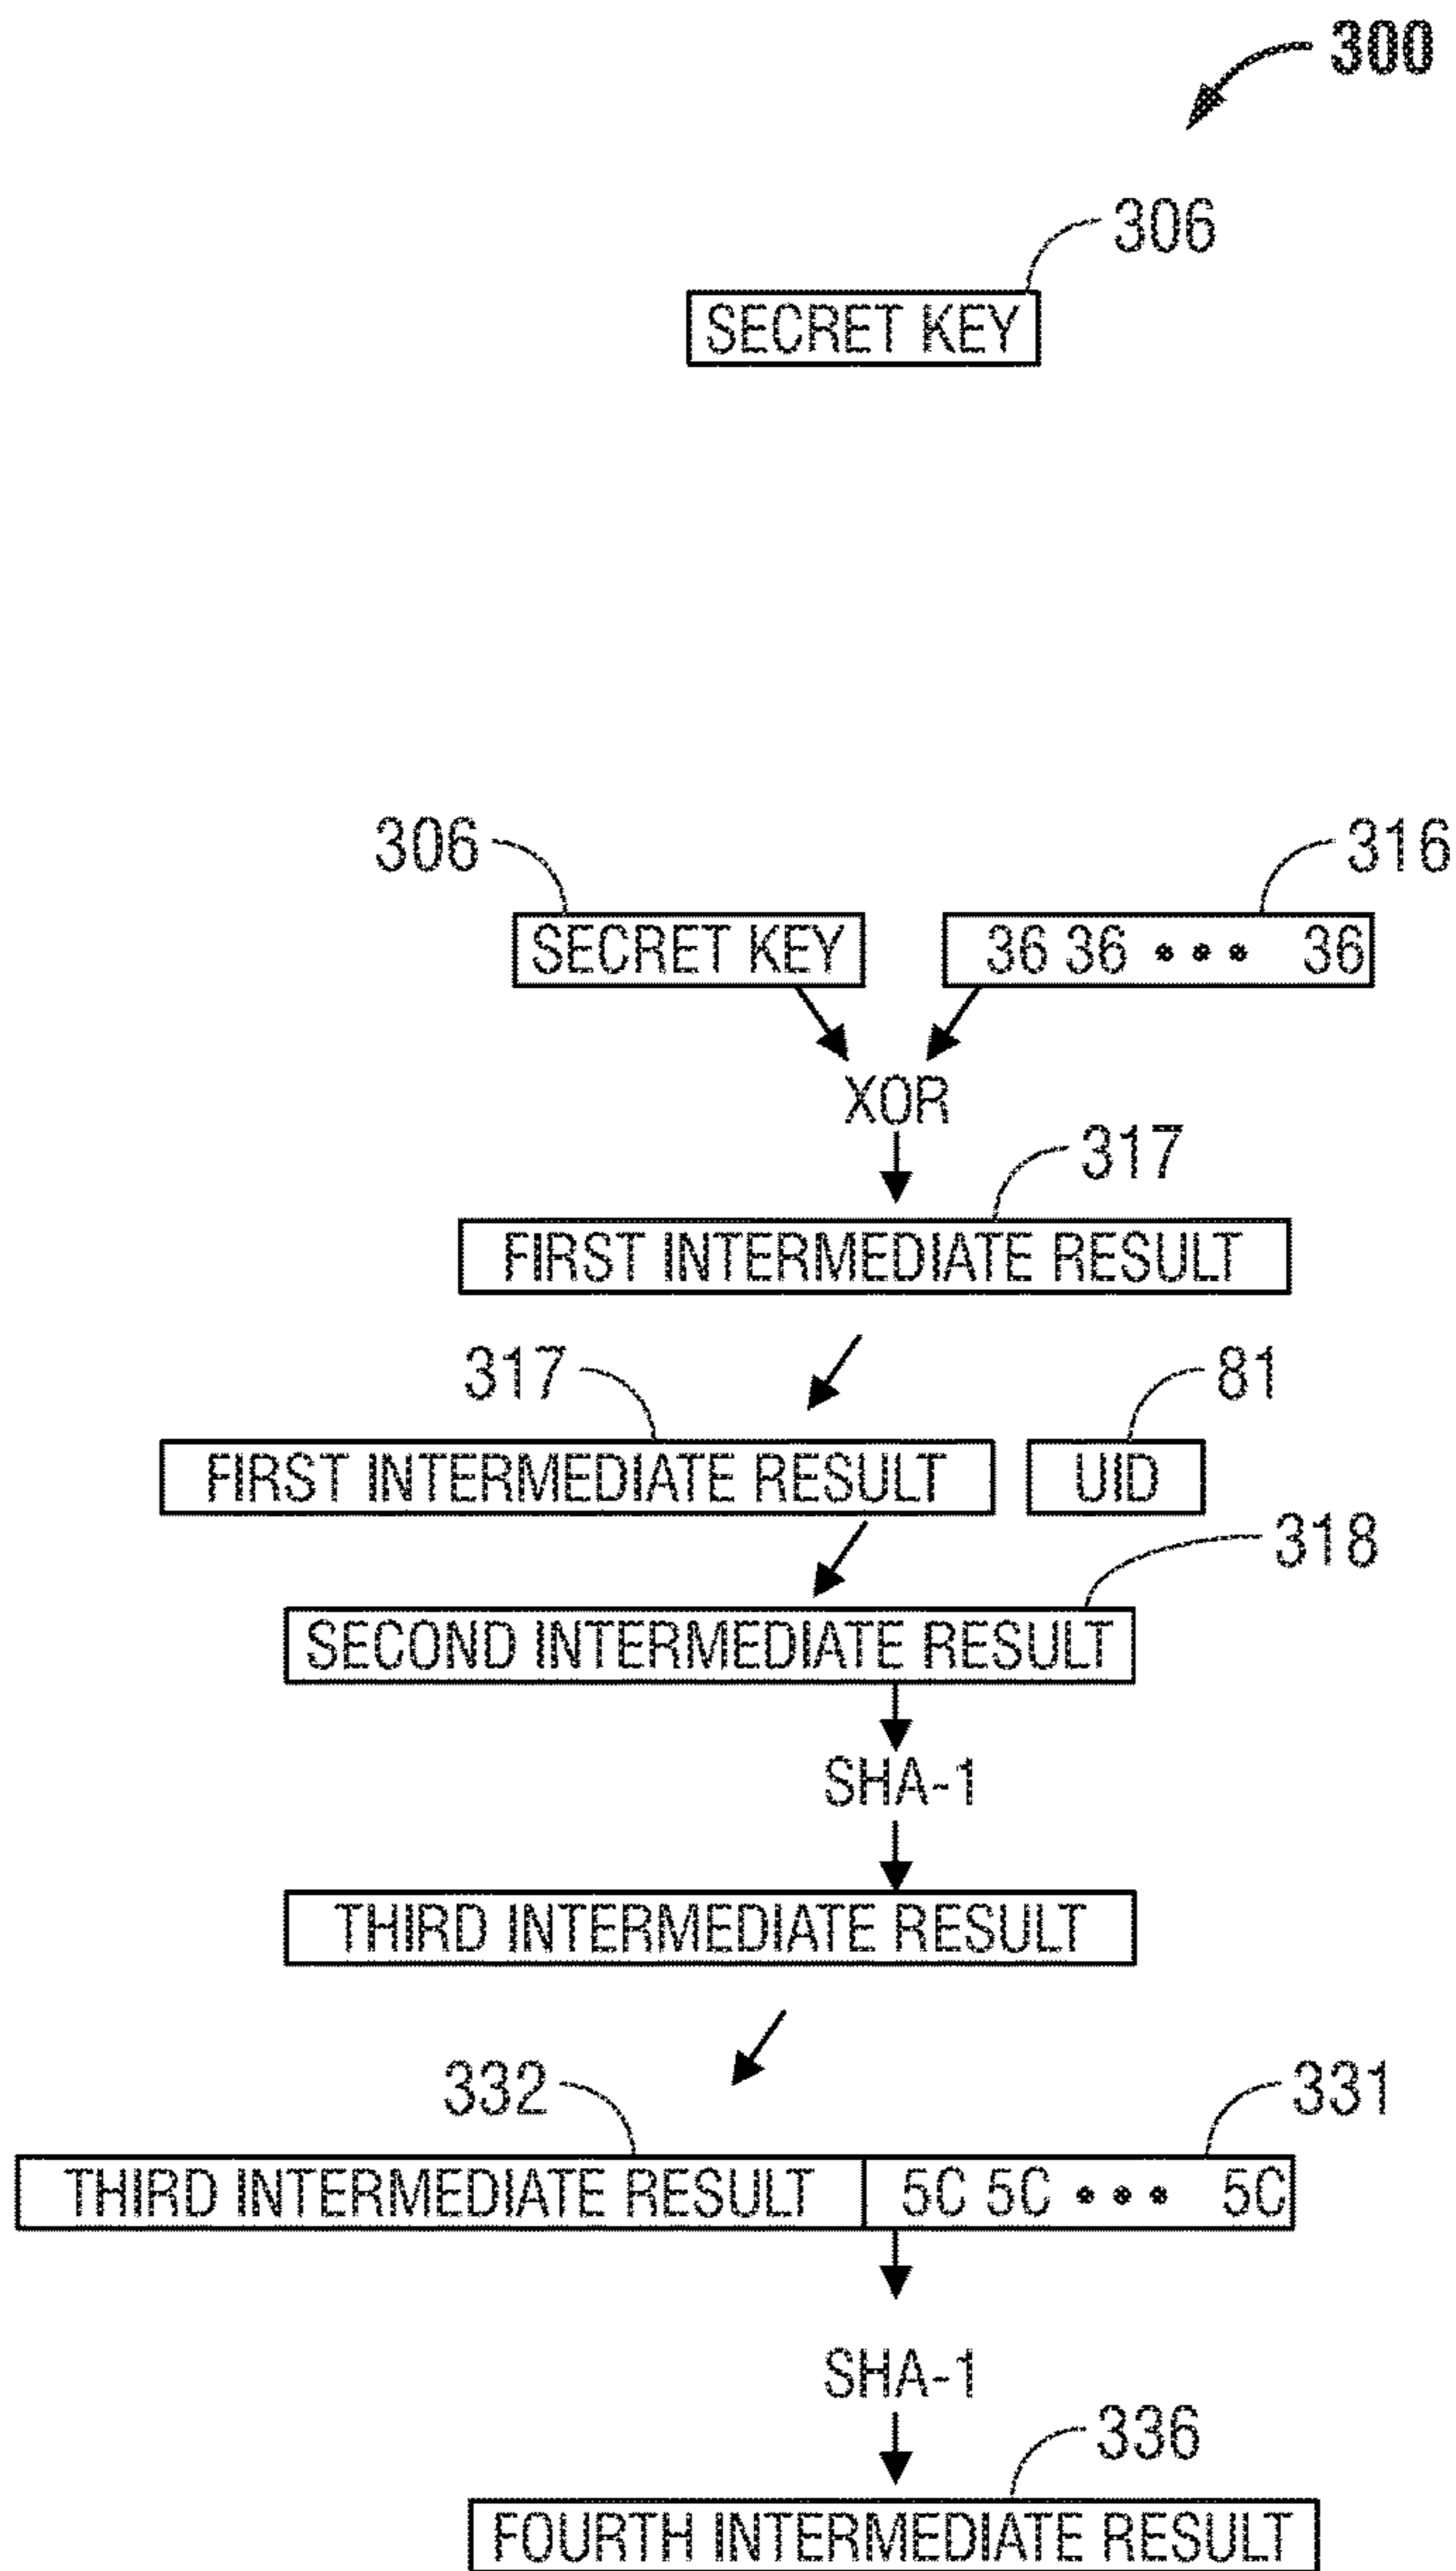 300
306
SECRET KEY
306
316
SECRET KEY
36 36 ••• 36
XOR
317
FIRST INTERMEDIATE RESULT
317
81
FIRST INTERMEDIATE RESULT
UID
318
SECOND INTERMEDIATE RESULT
SHA-1
THIRD INTERMEDIATE RESULT
332
331
THIRD INTERMEDIATE RESULT
5C 5C ••• 5C
SHA-1
336
FOURTH INTERMEDIATE RESULT